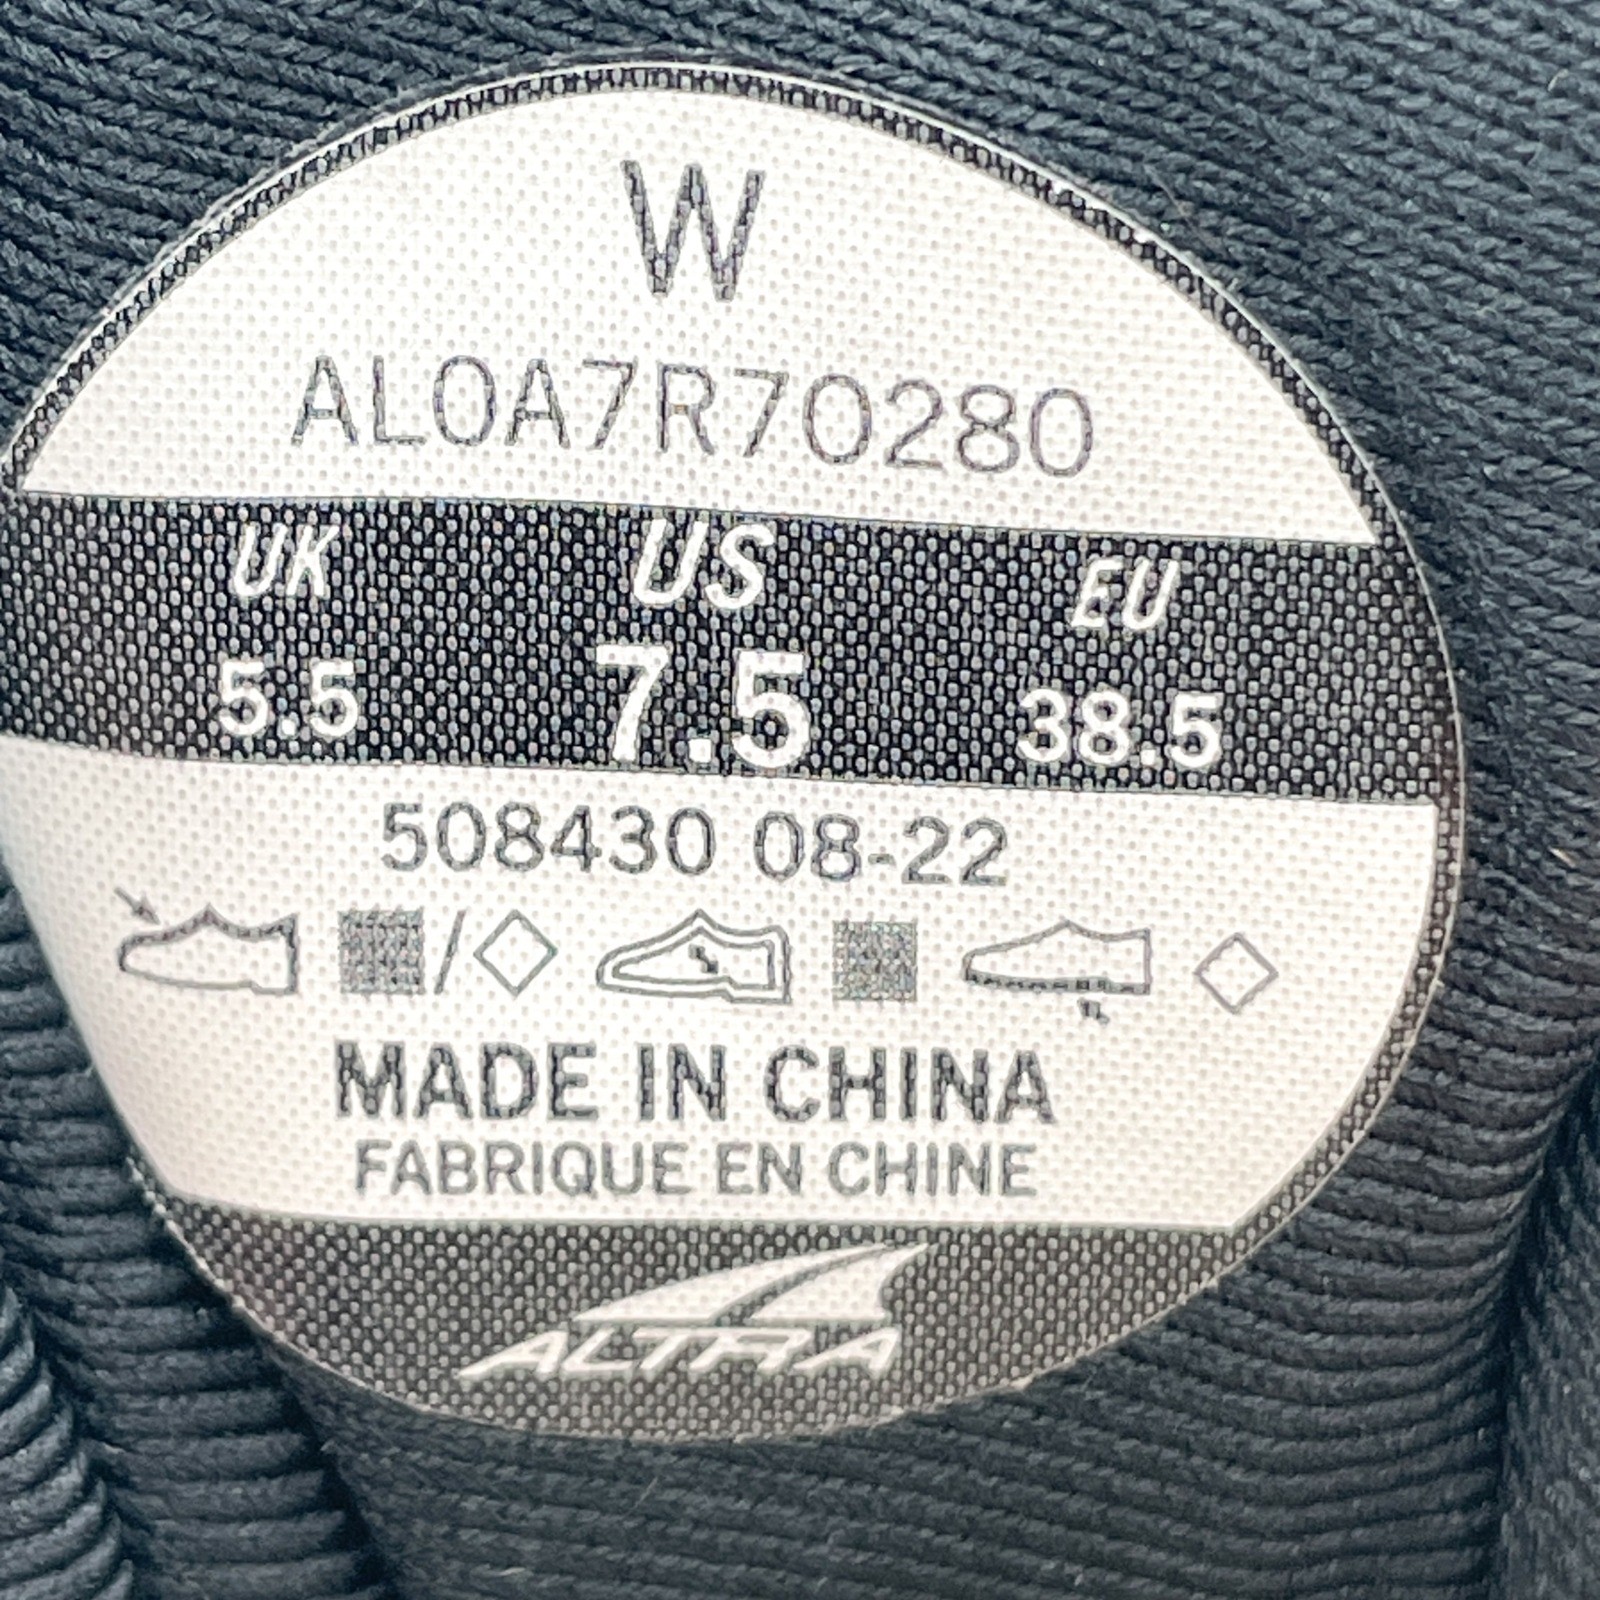 W
AL0A7R70280
UK US EU
5.5 7.5 38.5
508430 08-22
MADE IN CHINA
FABRIQUE EN CHINE
ALTRA